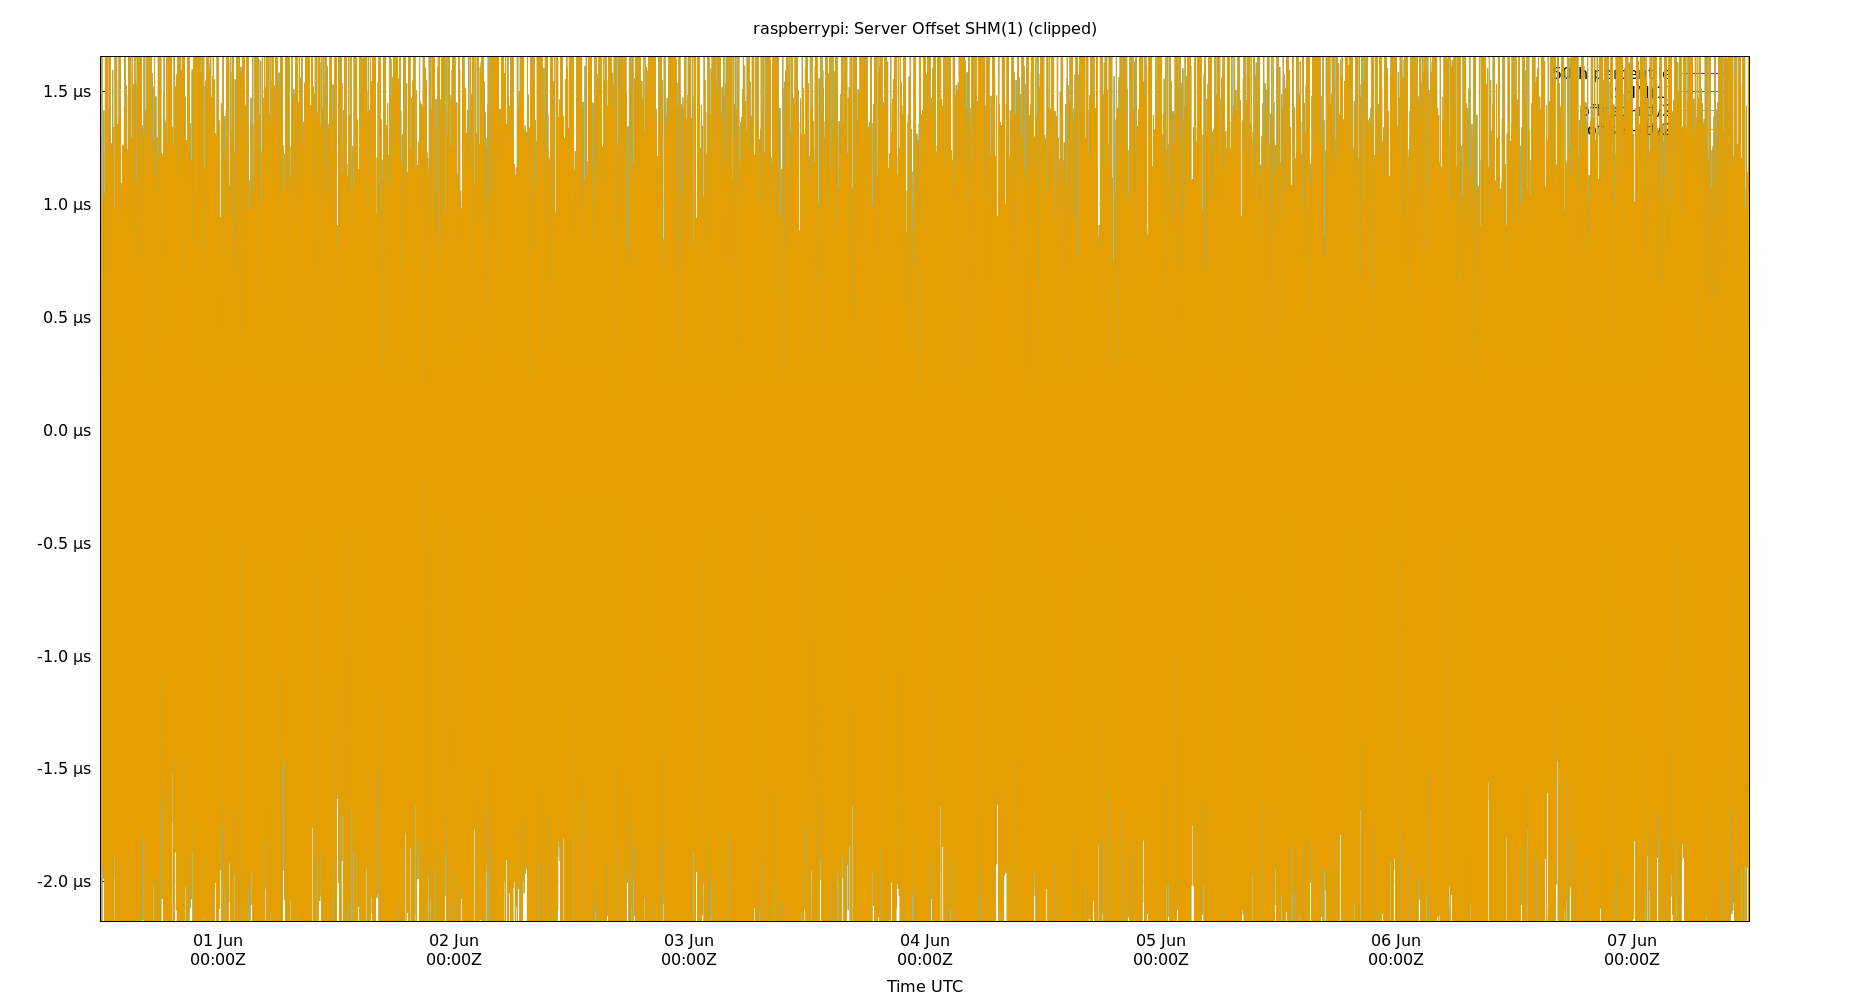 raspberrypi: Server Offset SHM(1) (clipped)
1.5 µs
1.0 µs
0.5 µs
0.0 µs
-0.5 µs
-1.0 µs
-1.5 µs
-2.0 µs
01 Jun 02 Jun 03 Jun 04 Jun 05 Jun 06 Jun 07 Jun
00:00Z 00:00Z 00:00Z 00:00Z 00:00Z 00:00Z 00:00Z
Time UTC